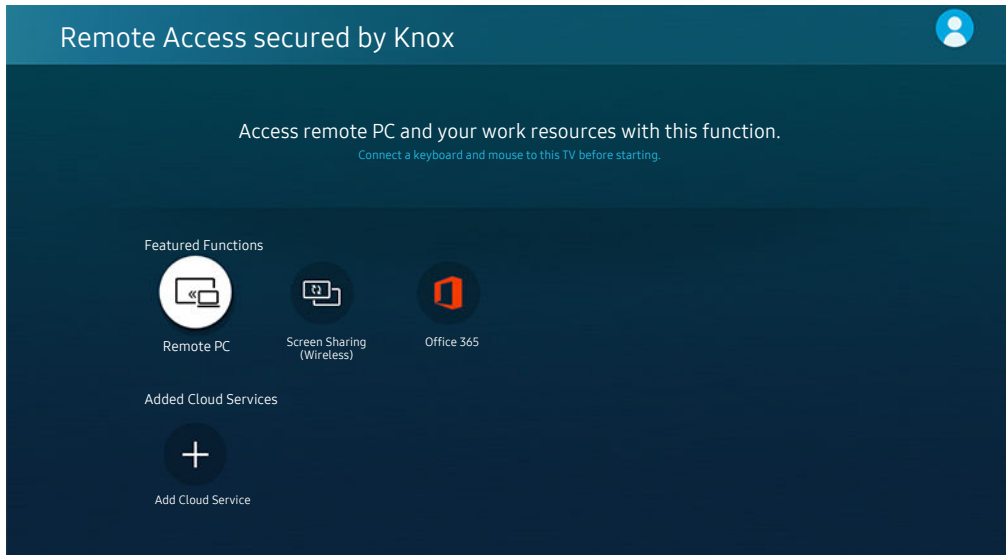 Remote Access secured by Knox
Access remote PC and your work resources with this function.
Connect a keyboard and mouse to this TV before starting.
Featured Functions
Remote PC
Screen Sharing
(Wireless)
Office 365
Added Cloud Services
Add Cloud Service